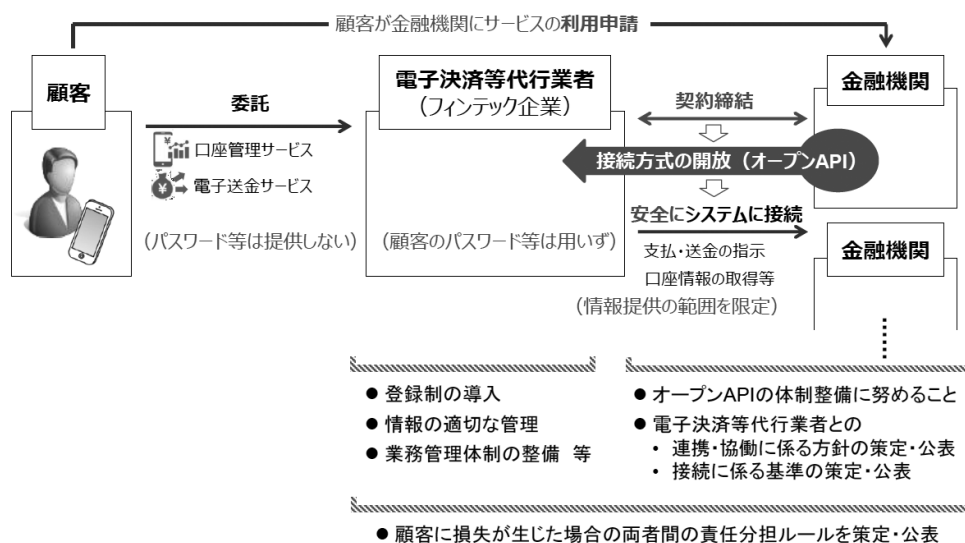 顧客が金融機関にサービスの利用申請
顧客
委託
口座管理サービス
¥
電子送金サービス
¥
(パスワード等は提供しない)
電子決済等代行業者
(フィンテック企業)
(顧客のパスワード等は用いず)
契約締結
接続方式の開放(オープンAPI)
安全にシステムに接続
支払・送金の指示
口座情報の取得等
(情報提供の範囲を限定)
金融機関
金融機関
● 登録制の導入
● 情報の適切な管理
● 業務管理体制の整備 等
● オープンAPIの体制整備に努めること
● 電子決済等代行業者との
• 連携・協働に係る方針の策定・公表
• 接続に係る基準の策定・公表
● 顧客に損失が生じた場合の両者間の責任分担ルールを策定・公表